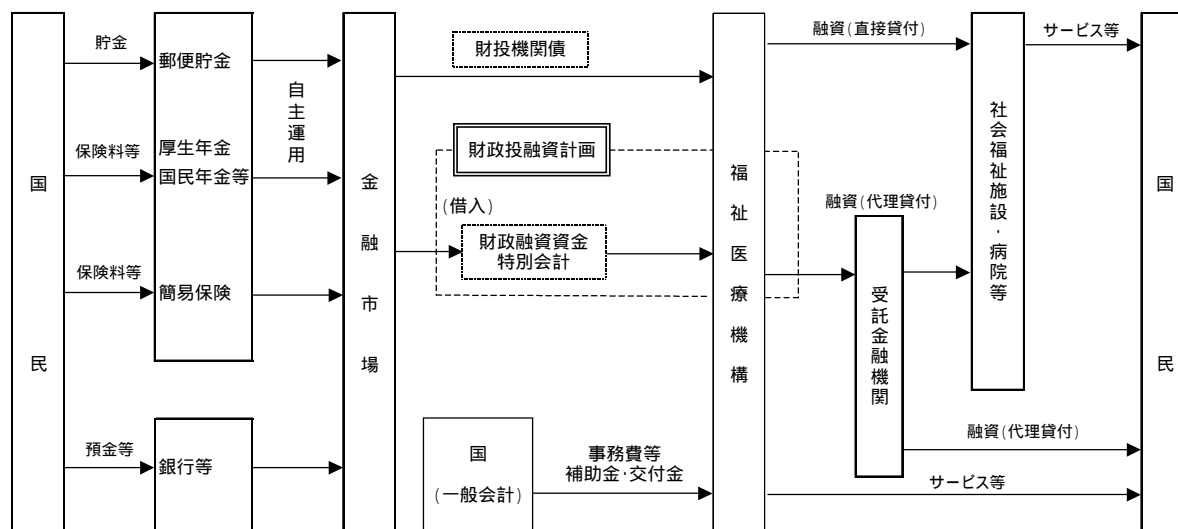 国民
貯金
保険料等
保険料等
預金等
郵便貯金
厚生年金
国民年金等
簡易保険
銀行等
自主運用
金融市場
財投機関債
財政投融資計画
(借入)
財政融資資金
特別会計
国
(一般会計)
事務費等
補助金・交付金
福祉医療機構
融資(直接貸付)
融資(代理貸付)
受託金融機関
社会福祉施設・病院等
サービス等
融資(代理貸付)
サービス等
国民